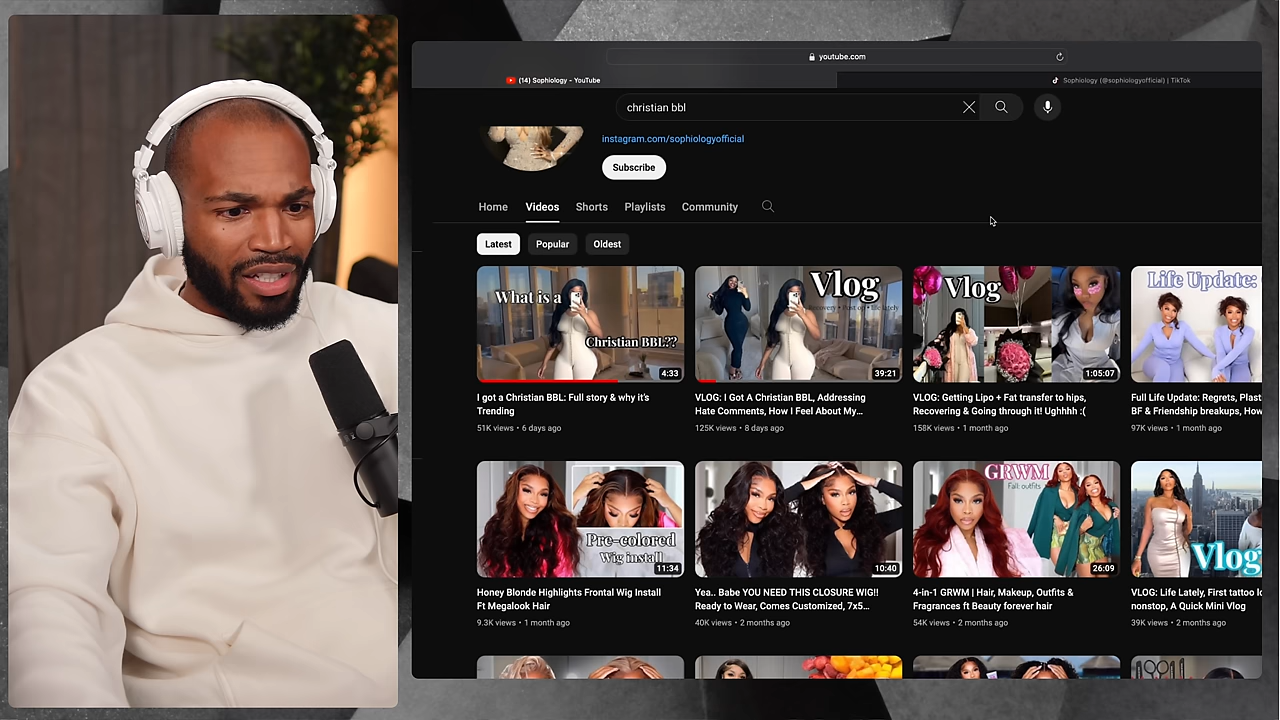 youtube.com
(14) Sophiology - YouTube
Sophiology (@sophiologyofficial) | TikTok
christian bbl
instagram.com/sophiologyofficial
Subscribe
Home
Videos
Shorts
Playlists
Community
Latest
Popular
Oldest
What is a
Christian BBL??
4:33
Vlog
39:21
Vlog
1:05:07
Life Update:
I got a Christian BBL: Full story & why it's
Trending
51K views • 6 days ago
VLOG: I Got A Christian BBL, Addressing
Hate Comments, How I Feel About My...
125K views • 8 days ago
VLOG: Getting Lipo + Fat transfer to hips,
Recovering & Going through it! Ughhhh :(
158K views • 1 month ago
Full Life Update: Regrets, Plast
BF & Friendship breakups, How
97K views • 1 month ago
Pre-colored
Wig install
11:34
10:40
GRWM
Fall outfits
26:09
Vlog
Honey Blonde Highlights Frontal Wig Install
Ft Megalook Hair
9.3K views • 1 month ago
Yea.. Babe YOU NEED THIS CLOSURE WIG!!
Ready to Wear, Comes Customized, 7x5...
40K views • 2 months ago
4-in-1 GRWM | Hair, Makeup, Outfits &
Fragrances ft Beauty forever hair
54K views • 2 months ago
VLOG: Life Lately, First tattoo
nonstop, A Quick Mini Vlog
39K views • 2 months ago